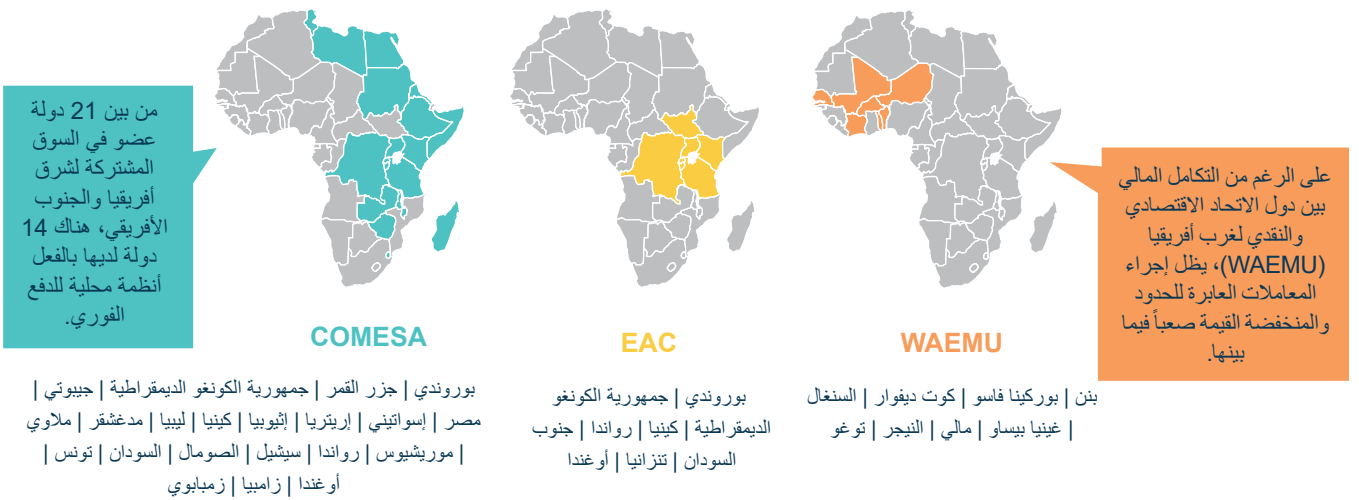 من بين 21 دولة
عضو في السوق
المشتركة لشرق
أفريقيا والجنوب
الأفريقي، هناك 14
دولة لديها بالفعل
أنظمة محلية للدفع
الفوري.
COMESA
بوروندي | جزر القمر | جمهورية الكونغو الديمقراطية | جيبوتي |
مصر | إسواتيني | إريتريا | إثيوبيا | كينيا | ليبيا | مدغشقر | ملاوي
| موريشيوس | رواندا | سيشيل | الصومال | السودان | تونس |
أوغندا | زامبيا | زمبابوي
EAC
بوروندي | جمهورية الكونغو
الديمقراطية | كينيا | رواندا | جنوب
السودان | تنزانيا | أوغندا
WAEMU
بنن | بوركينا فاسو | كوت ديفوار | السنغال
| غينيا بيساو | مالي | النيجر | توغو
على الرغم من التكامل المالي
بين دول الاتحاد الاقتصادي
والنقدي لغرب أفريقيا
(WAEMU)، يظل إجراء
المعاملات العابرة للحدود
والمنخفضة القيمة صعباً فيما
بينها.